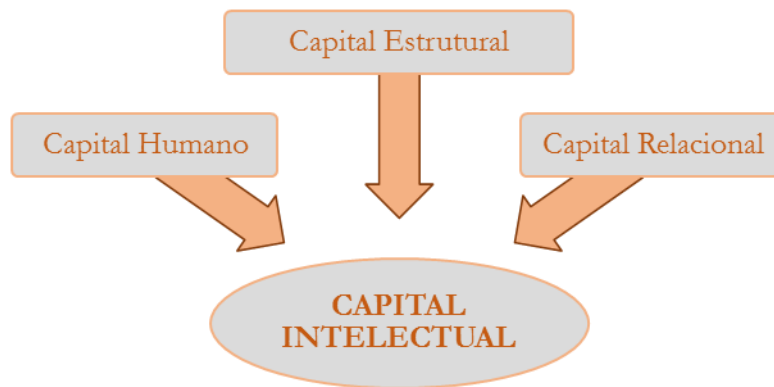 Capital Estrutural
Capital Humano
Capital Relacional
CAPITAL
INTELECTUAL